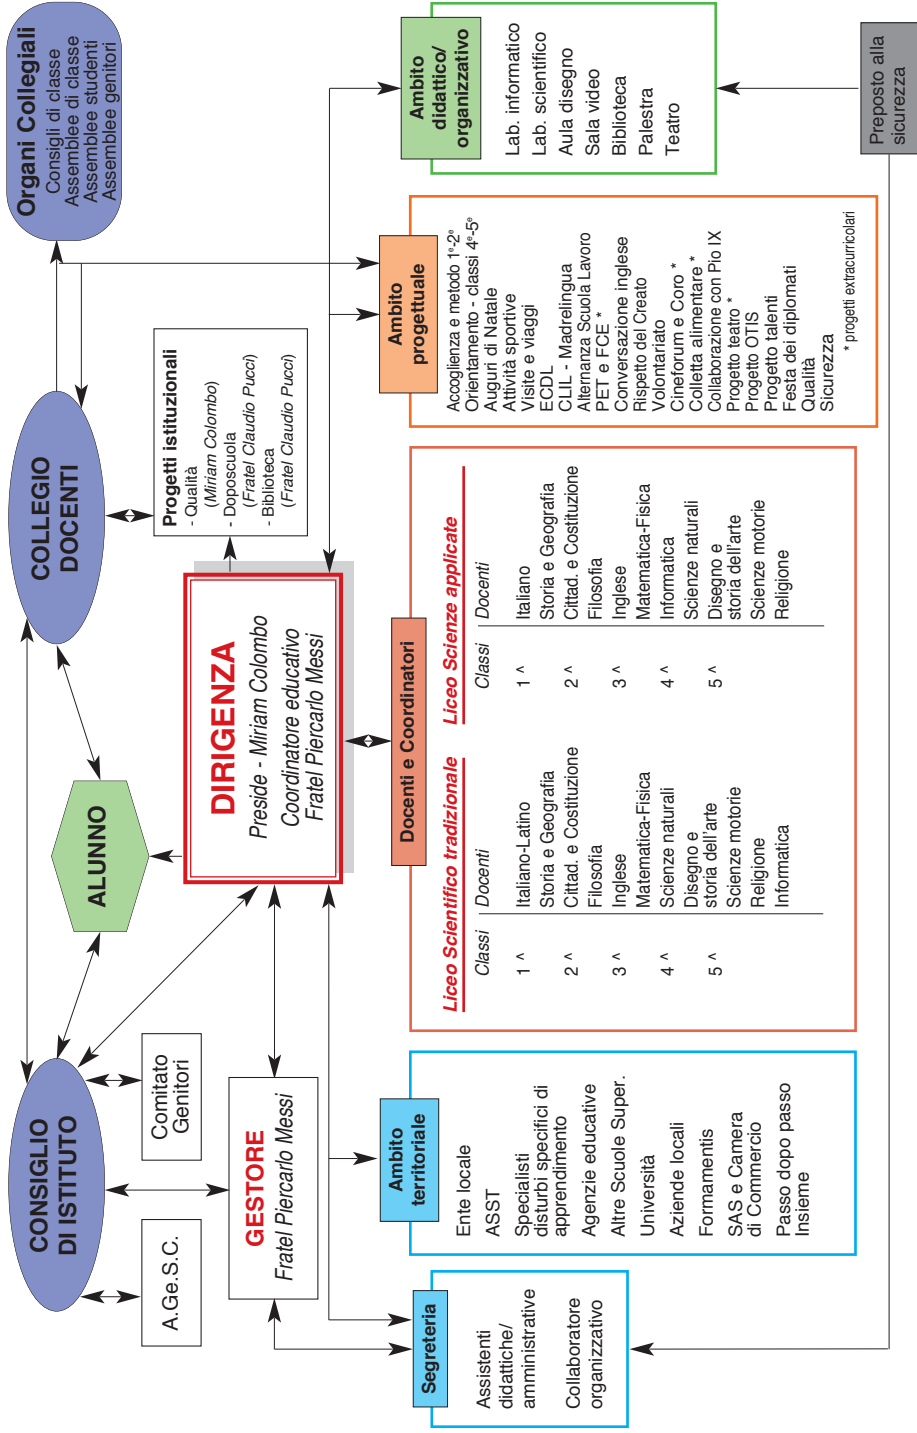 CONSIGLIO
DI ISTITUTO
ALUNNO
COLLEGIO
DOCENTI
Organi Collegiali
Consigli di classe
Assemblee di classe
Assemblee studenti
Assemblee genitori
A.Ge.S.C.
Comitato
Genitori
GESTORE
Fratel Piercarlo Messi
DIRIGENZA
Preside - Miriam Colombo
Coordinatore educativo
Fratel Piercarlo Messi
Progetti istituzionali
- Qualità
(Miriam Colombo)
- Doposcuola
(Fratel Claudio Pucci)
- Biblioteca
(Fratel Claudio Pucci)
Segreteria
Assistenti
didattiche/
amministrative
Collaboratore
organizzativo
Ambito
territoriale
Ente locale
ASST
Specialisti
disturbi specifici di
apprendimento
Agenzie educative
Altre Scuole Super.
Università
Aziende locali
Formamentis
SAS e Camera
di Commercio
Passo dopo passo
Insieme
Docenti e Coordinatori
Liceo Scientifico tradizionale
Classi Docenti
1 ^ Italiano-Latino
Storia e Geografia
2 ^ Cittad. e Costituzione
Filosofia
3 ^ Inglese
Matematica-Fisica
4 ^ Scienze naturali
Disegno e
5 ^ storia dell'arte
Scienze motorie
Religione
Informatica
Liceo Scienze applicate
Classi Docenti
1 ^ Italiano
Storia e Geografia
2 ^ Cittad. e Costituzione
Filosofia
3 ^ Inglese
Matematica-Fisica
4 ^ Informatica
Scienze naturali
5 ^ Disegno e
storia dell'arte
Scienze motorie
Religione
Ambito
progettuale
Accoglienza e metodo 1ᵉ-2ᵉ
Orientamento - classi 4ᵉ-5ᵉ
Auguri di Natale
Attività sportive
Visite e viaggi
ECDL
CLIL - Madrelingua
Alternanza Scuola Lavoro
PET e FCE *
Conversazione inglese
Rispetto del Creato
Volontariato
Cineforum e Coro *
Colletta alimentare *
Collaborazione con Pio IX
Progetto teatro *
Progetto OTIS
Progetto talenti
Festa dei diplomati
Qualità
Sicurezza
* progetti extracurricolari
Ambito
didattico/
organizzativo
Lab. informatico
Lab. scientifico
Aula disegno
Sala video
Biblioteca
Palestra
Teatro
Preposto alla
sicurezza